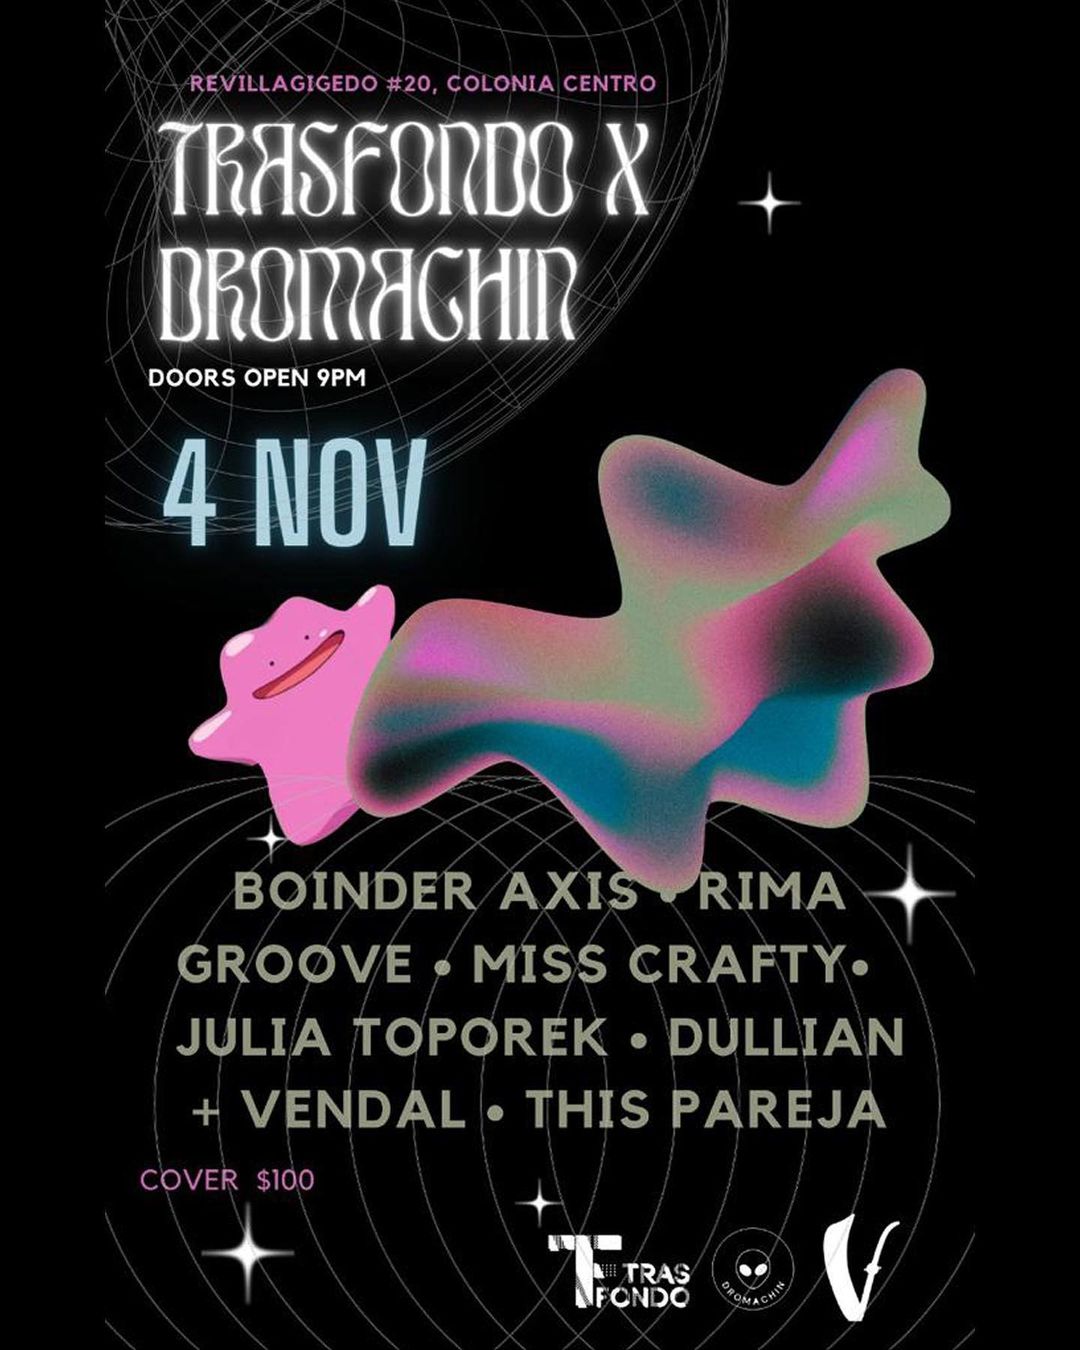 REVILLAGIGEDO #20, COLONIA CENTRO
TRASFONDO X
DROMACHIN
DOORS OPEN 9PM
4 NOV
BOINDER AXIS • RIMA
GROOVE • MISS CRAFTY•
JULIA TOPOREK • DULLIAN
+ VENDAL • THIS PAREJA
COVER $100
TF TRAS
FONDO
DROMACHIN
V